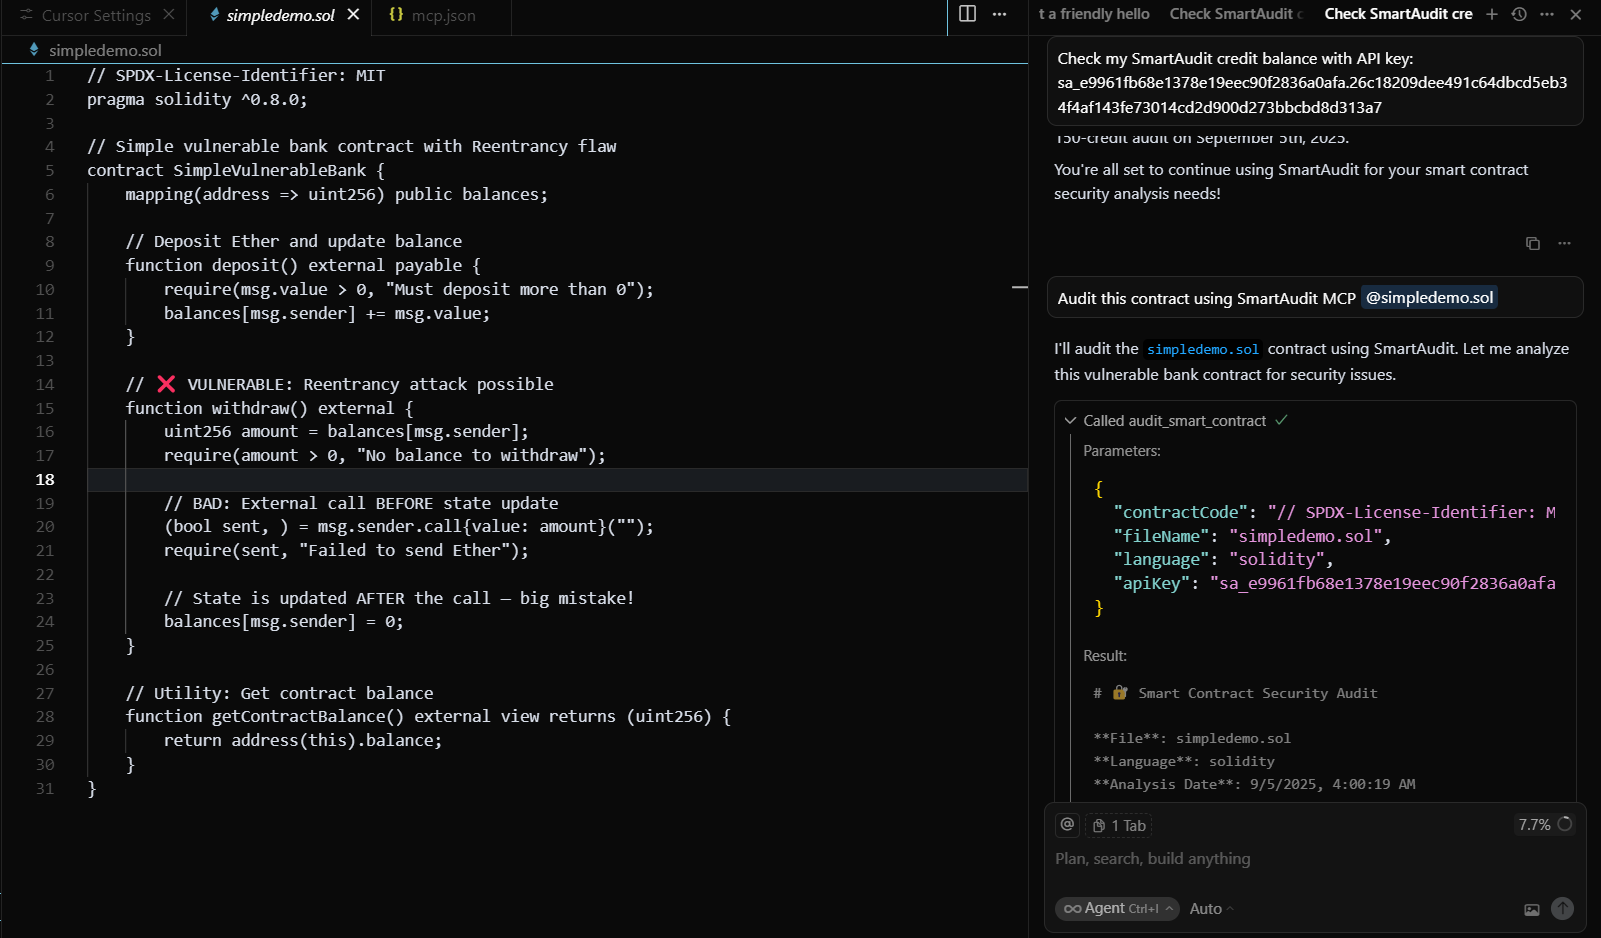 Cursor Settings
simpledemo.sol
{} mcp.json
simpledemo.sol
1 // SPDX-License-Identifier: MIT
2 pragma solidity ^0.8.0;
3
4 // Simple vulnerable bank contract with Reentrancy flaw
5 contract SimpleVulnerableBank {
6 mapping(address => uint256) public balances;
7
8 // Deposit Ether and update balance
9 function deposit() external payable {
10 require(msg.value > 0, "Must deposit more than 0");
11 balances[msg.sender] += msg.value;
12 }
13
14 // ❌ VULNERABLE: Reentrancy attack possible
15 function withdraw() external {
16 uint256 amount = balances[msg.sender];
17 require(amount > 0, "No balance to withdraw");
18
19 // BAD: External call BEFORE state update
20 (bool sent, ) = msg.sender.call{value: amount}("");
21 require(sent, "Failed to send Ether");
22
23 // State is updated AFTER the call – big mistake!
24 balances[msg.sender] = 0;
25 }
26
27 // Utility: Get contract balance
28 function getContractBalance() external view returns (uint256) {
29 return address(this).balance;
30 }
31 }
t a friendly hello
Check SmartAudit c
Check SmartAudit cre
Check my SmartAudit credit balance with API key:
sa_e9961fb68e1378e19eec90f2836a0afa.26c18209dee491c64dbcd5eb3
4f4af143fe73014cd2d900d273bbcbd8d313a7
150-credit audit on September 5th, 2025.
You're all set to continue using SmartAudit for your smart contract
security analysis needs!
Audit this contract using SmartAudit MCP @simpledemo.sol
I'll audit the simpledemo.sol contract using SmartAudit. Let me analyze
this vulnerable bank contract for security issues.
Called audit_smart_contract ✓
Parameters:
{
"contractCode": "// SPDX-License-Identifier: M
"fileName": "simpledemo.sol",
"language": "solidity",
"apiKey": "sa_e9961fb68e1378e19eec90f2836a0afa
}
Result:
# 🔐 Smart Contract Security Audit
**File**: simpledemo.sol
**Language**: solidity
**Analysis Date**: 9/5/2025, 4:00:19 AM
@ 1 Tab
7.7%
Plan, search, build anything
∞ Agent Ctrl+I
Auto